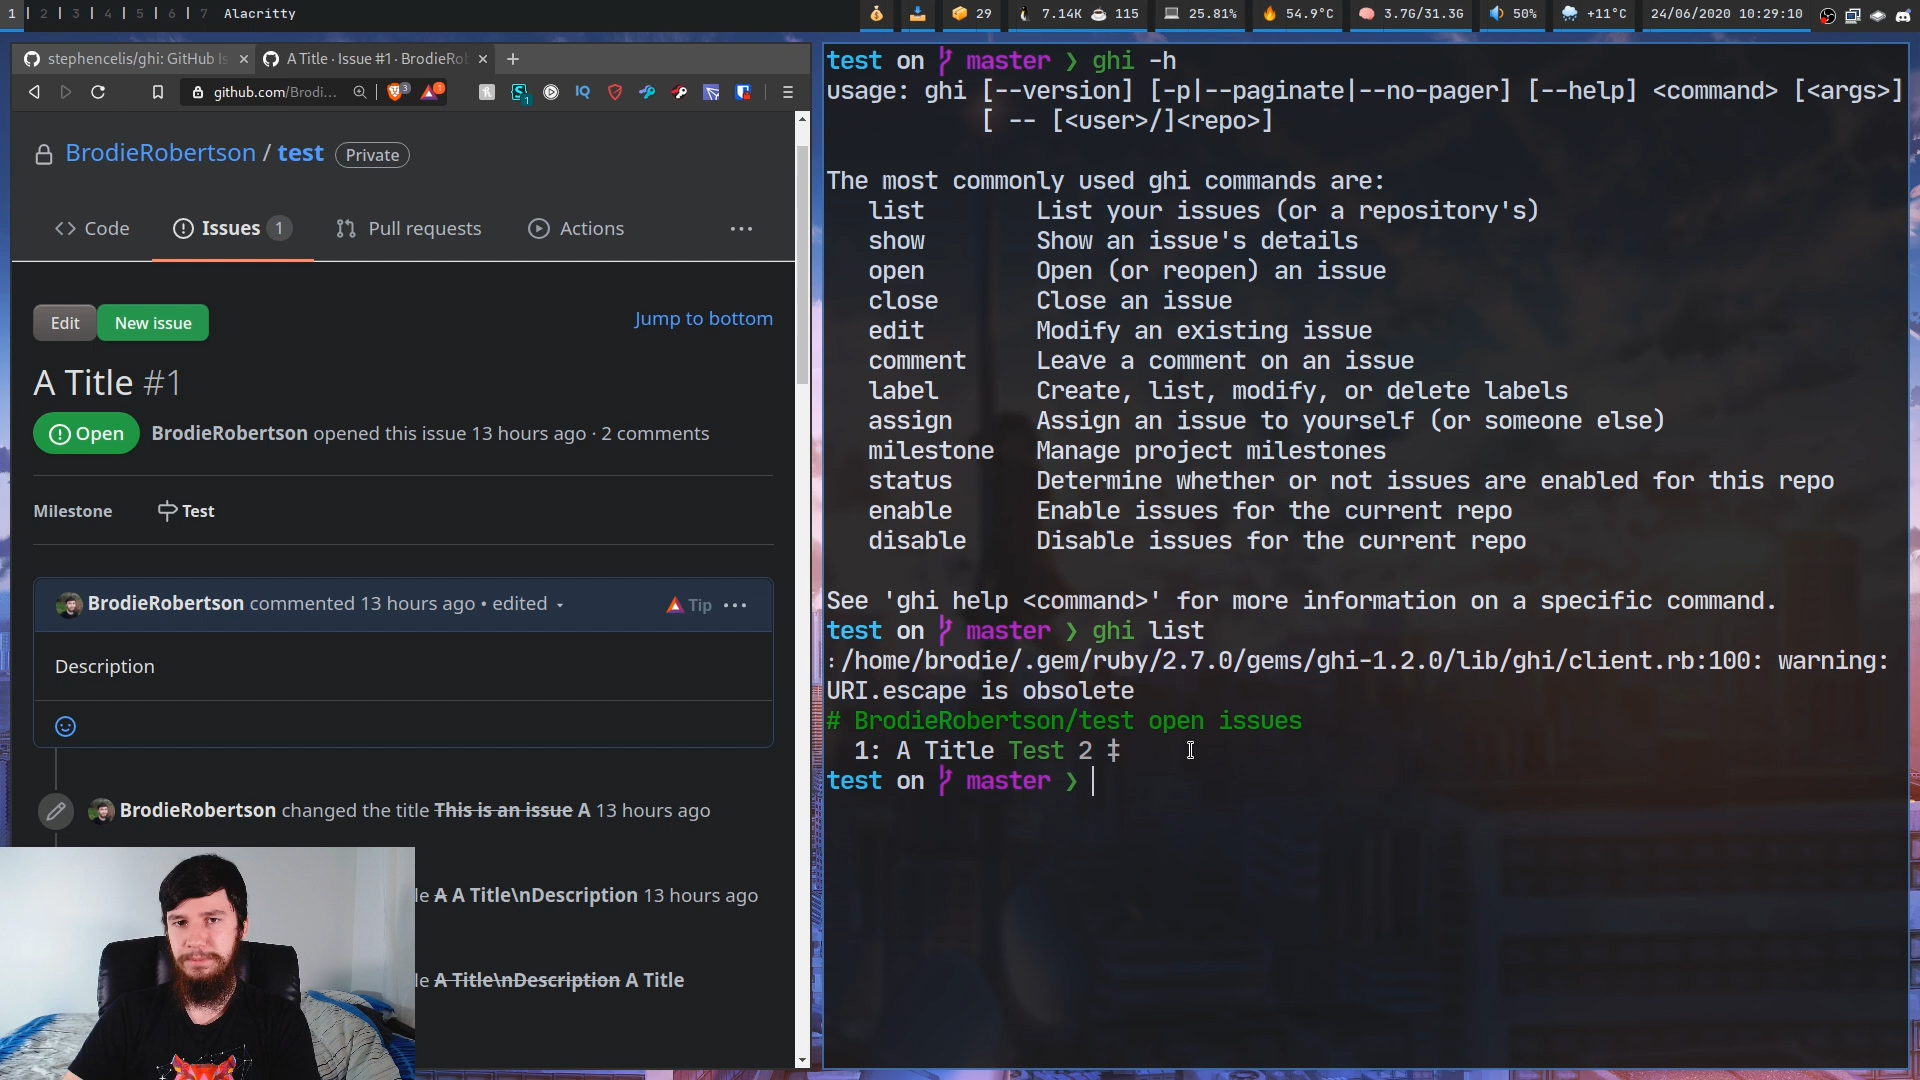 1 | 2 | 3 | 4 | 5 | 6 | 7 Alacritty
29 7.14K 115 25.81% 54.9°C 3.7G/31.3G 50% +11°C 24/06/2020 10:29:10
stephencelis/ghi: GitHub Is × A Title · Issue #1 · BrodieRo × +
github.com/Brodi... 3 1 1 IQ
BrodieRobertson / test Private
Code Issues 1 Pull requests Actions ...
Edit New issue Jump to bottom
A Title #1
Open BrodieRobertson opened this issue 13 hours ago · 2 comments
Milestone Test
BrodieRobertson commented 13 hours ago • edited Tip ...
Description
BrodieRobertson changed the title This is an issue A 13 hours ago
le A A Title\nDescription 13 hours ago
le A Title\nDescription A Title
test on master ❯ ghi -h
usage: ghi [--version] [-p|--paginate|--no-pager] [--help] <command> [<args>]
[ -- [<user>/]<repo>]
The most commonly used ghi commands are:
list List your issues (or a repository's)
show Show an issue's details
open Open (or reopen) an issue
close Close an issue
edit Modify an existing issue
comment Leave a comment on an issue
label Create, list, modify, or delete labels
assign Assign an issue to yourself (or someone else)
milestone Manage project milestones
status Determine whether or not issues are enabled for this repo
enable Enable issues for the current repo
disable Disable issues for the current repo
See 'ghi help <command>' for more information on a specific command.
test on master ❯ ghi list
:/home/brodie/.gem/ruby/2.7.0/gems/ghi-1.2.0/lib/ghi/client.rb:100: warning:
URI.escape is obsolete
# BrodieRobertson/test open issues
1: A Title Test 2 ‡
test on master ❯